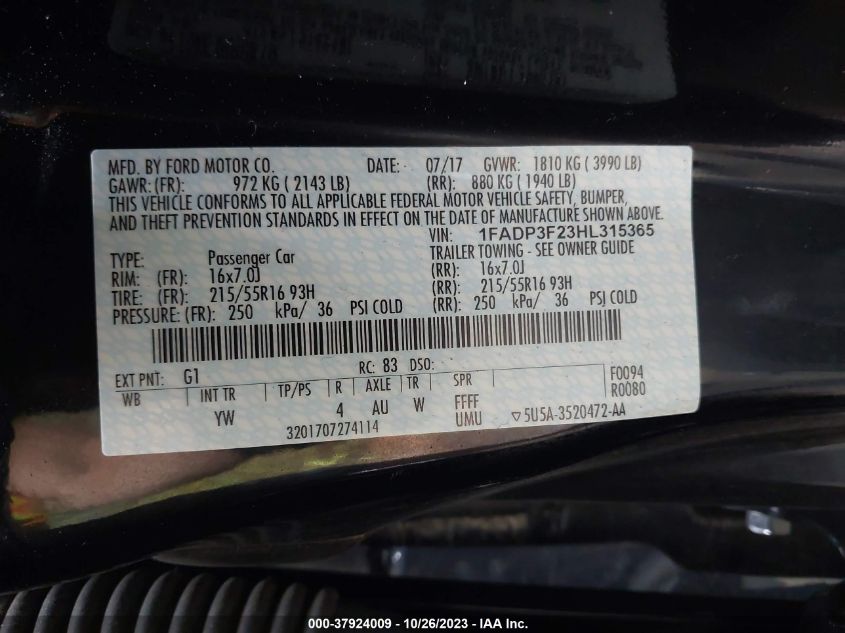 MFD. BY FORD MOTOR CO. DATE: 07/17 GVWR: 1810 KG ( 3990 LB)
GAWR: (FR): 972 KG ( 2143 LB) (RR): 880 KG ( 1940 LB)
THIS VEHICLE CONFORMS TO ALL APPLICABLE FEDERAL MOTOR VEHICLE SAFETY, BUMPER,
AND THEFT PREVENTION STANDARDS IN EFFECT ON THE DATE OF MANUFACTURE SHOWN ABOVE.
VIN: 1FADP3F23HL315365
TYPE: Passenger Car TRAILER TOWING - SEE OWNER GUIDE
RIM: (FR): 16x7.0J (RR): 16x7.0J
TIRE: (FR): 215/55R16 93H (RR): 215/55R16 93H
PRESSURE: (FR): 250 kPa/ 36 PSI COLD (RR): 250 kPa/ 36 PSI COLD
EXT PNT: G1 RC: 83 DSO: F0094
WB INT TR TP/PS R AXLE TR SPR R0080
YW 4 AU W FFFF
UMU ▽5U5A-3520472-AA
3201707274114
000-37924009 - 10/26/2023 - IAA Inc.